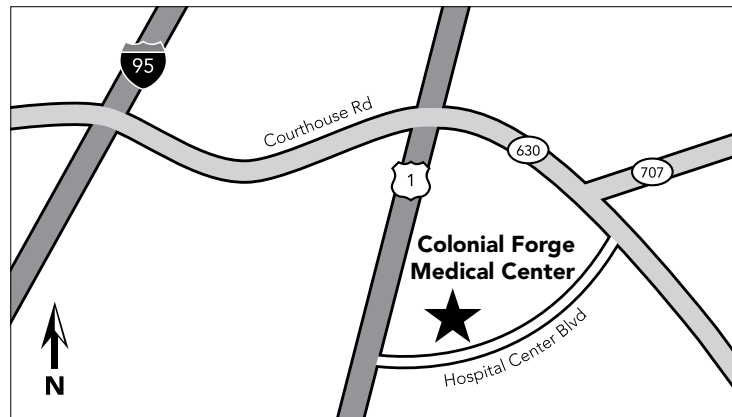 95
Courthouse Rd
630
707
1
Colonial Forge
Medical Center
Hospital Center Blvd
N